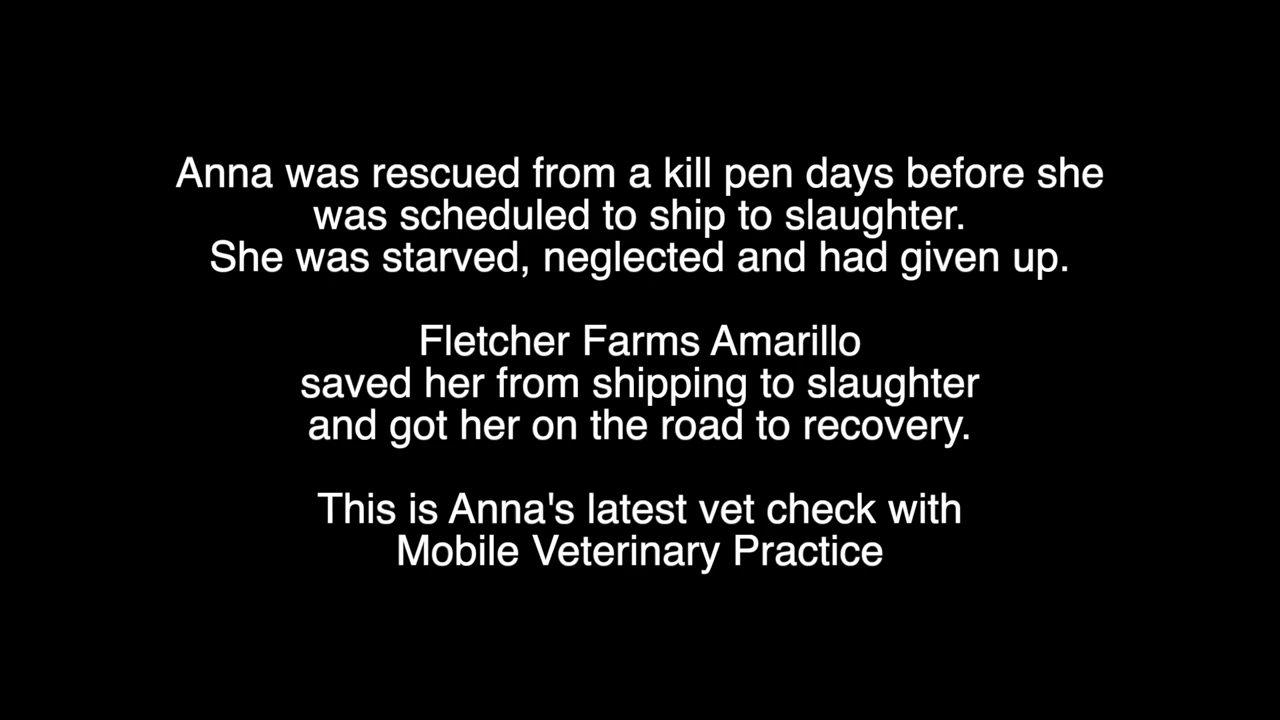 Anna was rescued from a kill pen days before she
was scheduled to ship to slaughter.
She was starved, neglected and had given up.
Fletcher Farms Amarillo
saved her from shipping to slaughter
and got her on the road to recovery.
This is Anna's latest vet check with
Mobile Veterinary Practice